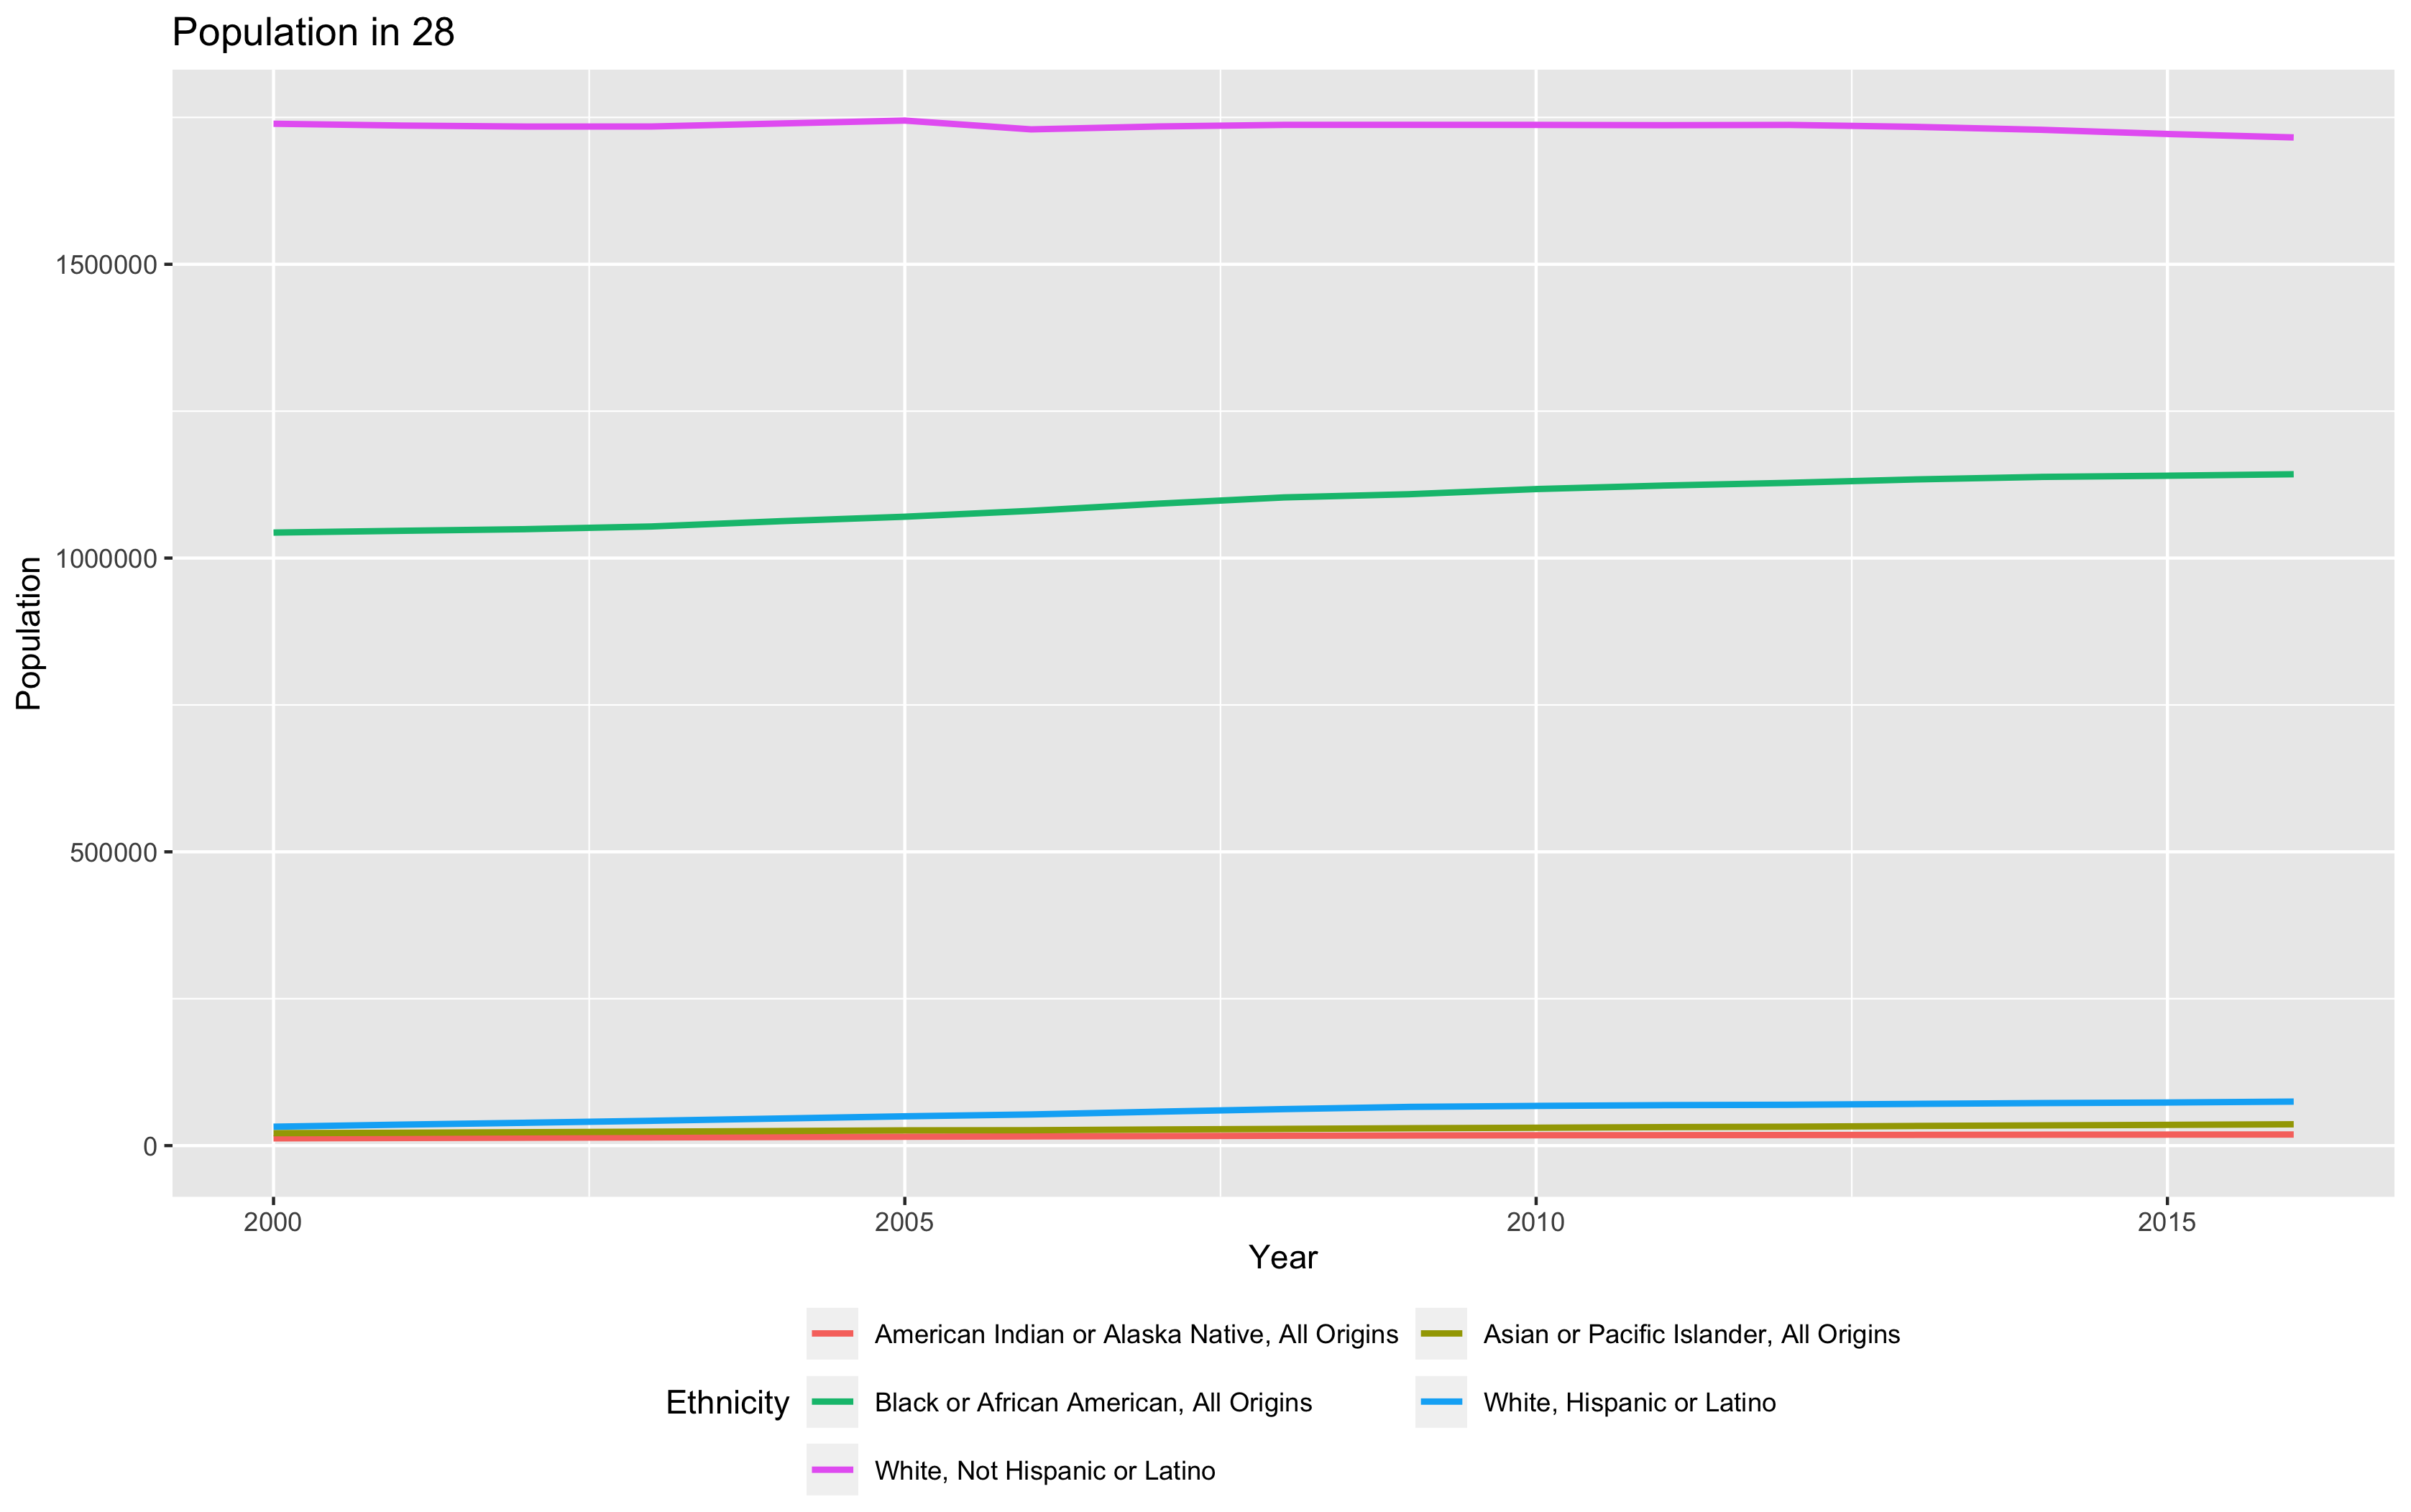 Population in 28
Population
1500000
1000000
500000
0
2000 2005 2010 2015
Year
Ethnicity
American Indian or Alaska Native, All Origins
Asian or Pacific Islander, All Origins
Black or African American, All Origins
White, Hispanic or Latino
White, Not Hispanic or Latino